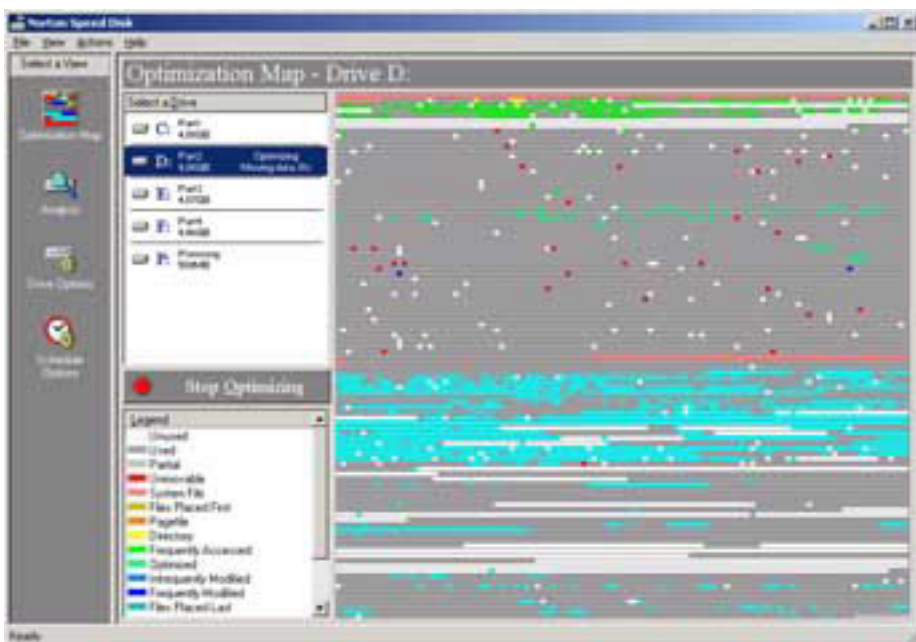 Norton Speed Disk
File View Actions Help
Select a View
Optimization Map - Drive D:
Optimization Map
Analysis
Drive Options
Schedule
Options
Select a Drive
C:
D: Optimizing
E:
F:
P:
Stop Optimizing
Legend
Unused
Used
Partial
Unmovable
System File
Files Placed First
Pagefile
Directory
Frequently Accessed
Optimized
Infrequently Modified
Frequently Modified
Files Placed Last
Ready